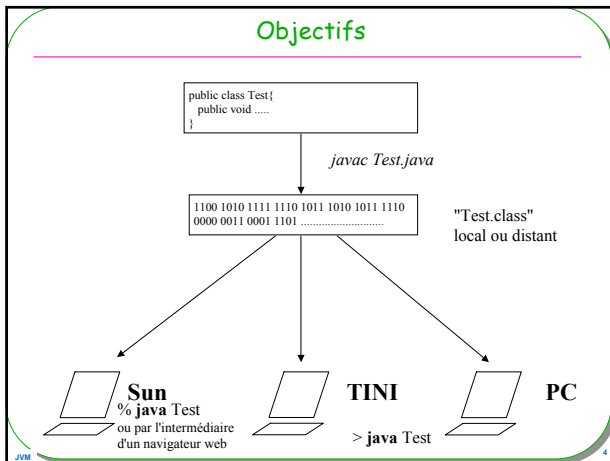 Objectifs
public class Test{
public void .....
}
javac Test.java
1100 1010 1111 1110 1011 1010 1011 1110
0000 0011 0001 1101 ............................
"Test.class"
local ou distant
Sun
TINI
PC
% java Test
ou par l'intermédiaire
d'un navigateur web
> java Test
JVM
4